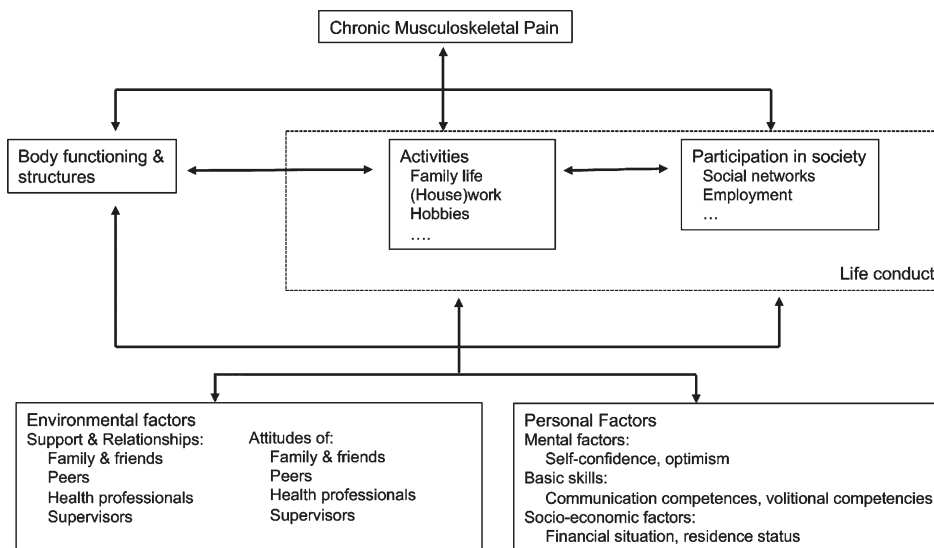 Chronic Musculoskeletal Pain
Body functioning &
structures
Activities
Family life
(House)work
Hobbies
....
Participation in society
Social networks
Employment
...
Life conduct
Environmental factors
Support & Relationships:
Family & friends
Peers
Health professionals
Supervisors
Attitudes of:
Family & friends
Peers
Health professionals
Supervisors
Personal Factors
Mental factors:
Self-confidence, optimism
Basic skills:
Communication competences, volitional competencies
Socio-economic factors:
Financial situation, residence status